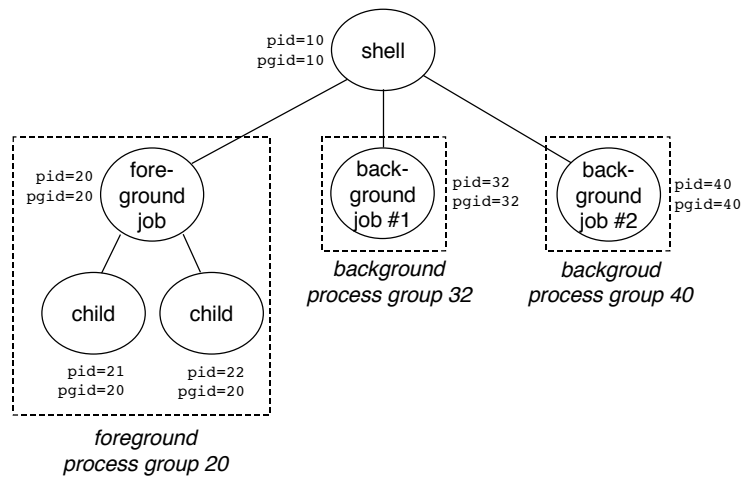 pid=10
pgid=10
shell
pid=20
pgid=20
fore-
ground
job
back-
ground
job #1
pid=32
pgid=32
back-
ground
job #2
pid=40
pgid=40
background
process group 32
backgroud
process group 40
child
child
pid=21
pgid=20
pid=22
pgid=20
foreground
process group 20